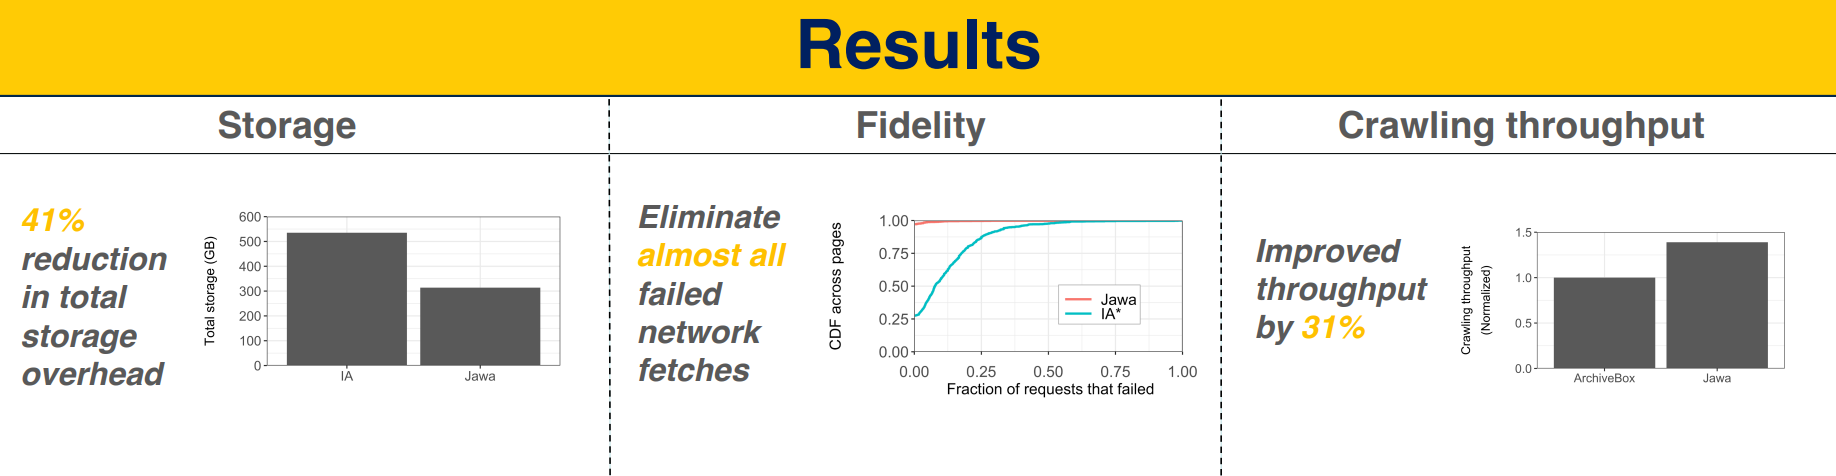 Results
Storage
Fidelity
Crawling throughput
41%
reduction
in total
storage
overhead
Total storage (GB)
600
500
400
300
200
100
0
IA
Jawa
Eliminate
almost all
failed
network
fetches
CDF across pages
1.00
0.75
0.50
0.25
0.00
Jawa
IA*
0.00
0.25
0.50
0.75
1.00
Fraction of requests that failed
Improved
throughput
by 31%
Crawling throughput
(Normalized)
1.5
1.0
0.5
0.0
ArchiveBox
Jawa